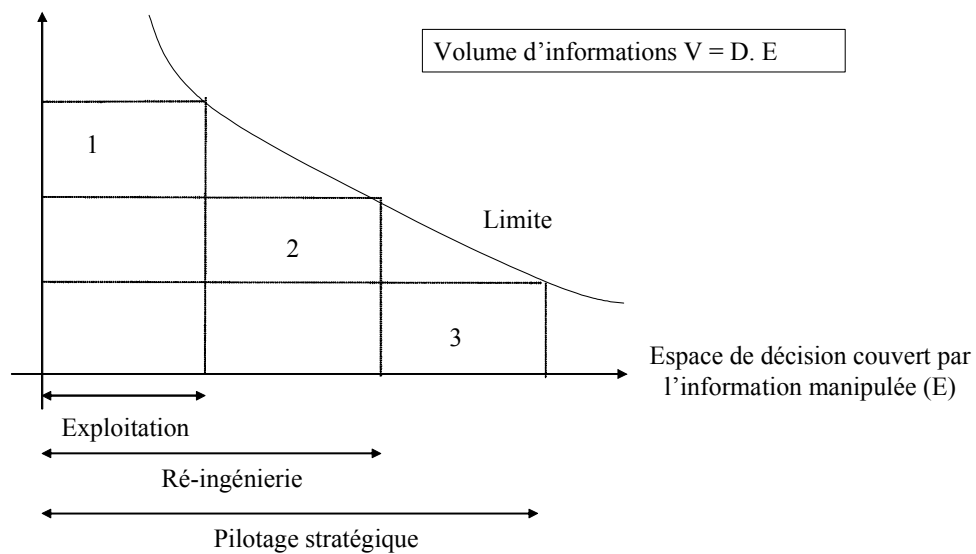 Volume d’informations V = D. E
1
Limite
2
3
Espace de décision couvert par
l’information manipulée (E)
Exploitation
Ré-ingénierie
Pilotage stratégique